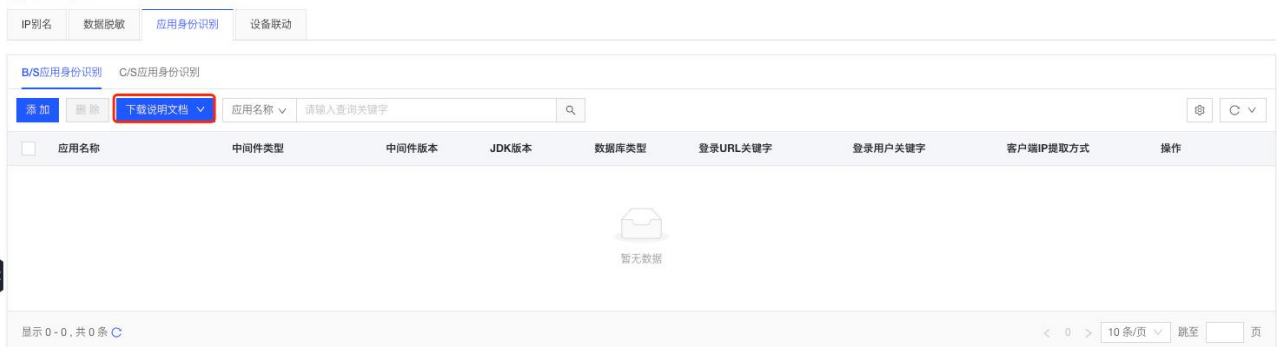 IP别名 数据脱敏 应用身份识别 设备联动
B/S应用身份识别 C/S应用身份识别
添加 删除 下载说明文档 应用名称 请输入查询关键字
应用名称 中间件类型 中间件版本 JDK版本 数据库类型 登录URL关键字 登录用户关键字 客户端IP提取方式 操作
暂无数据
显示 0 - 0 , 共 0 条 < 0 > 10 条/页 跳至 页